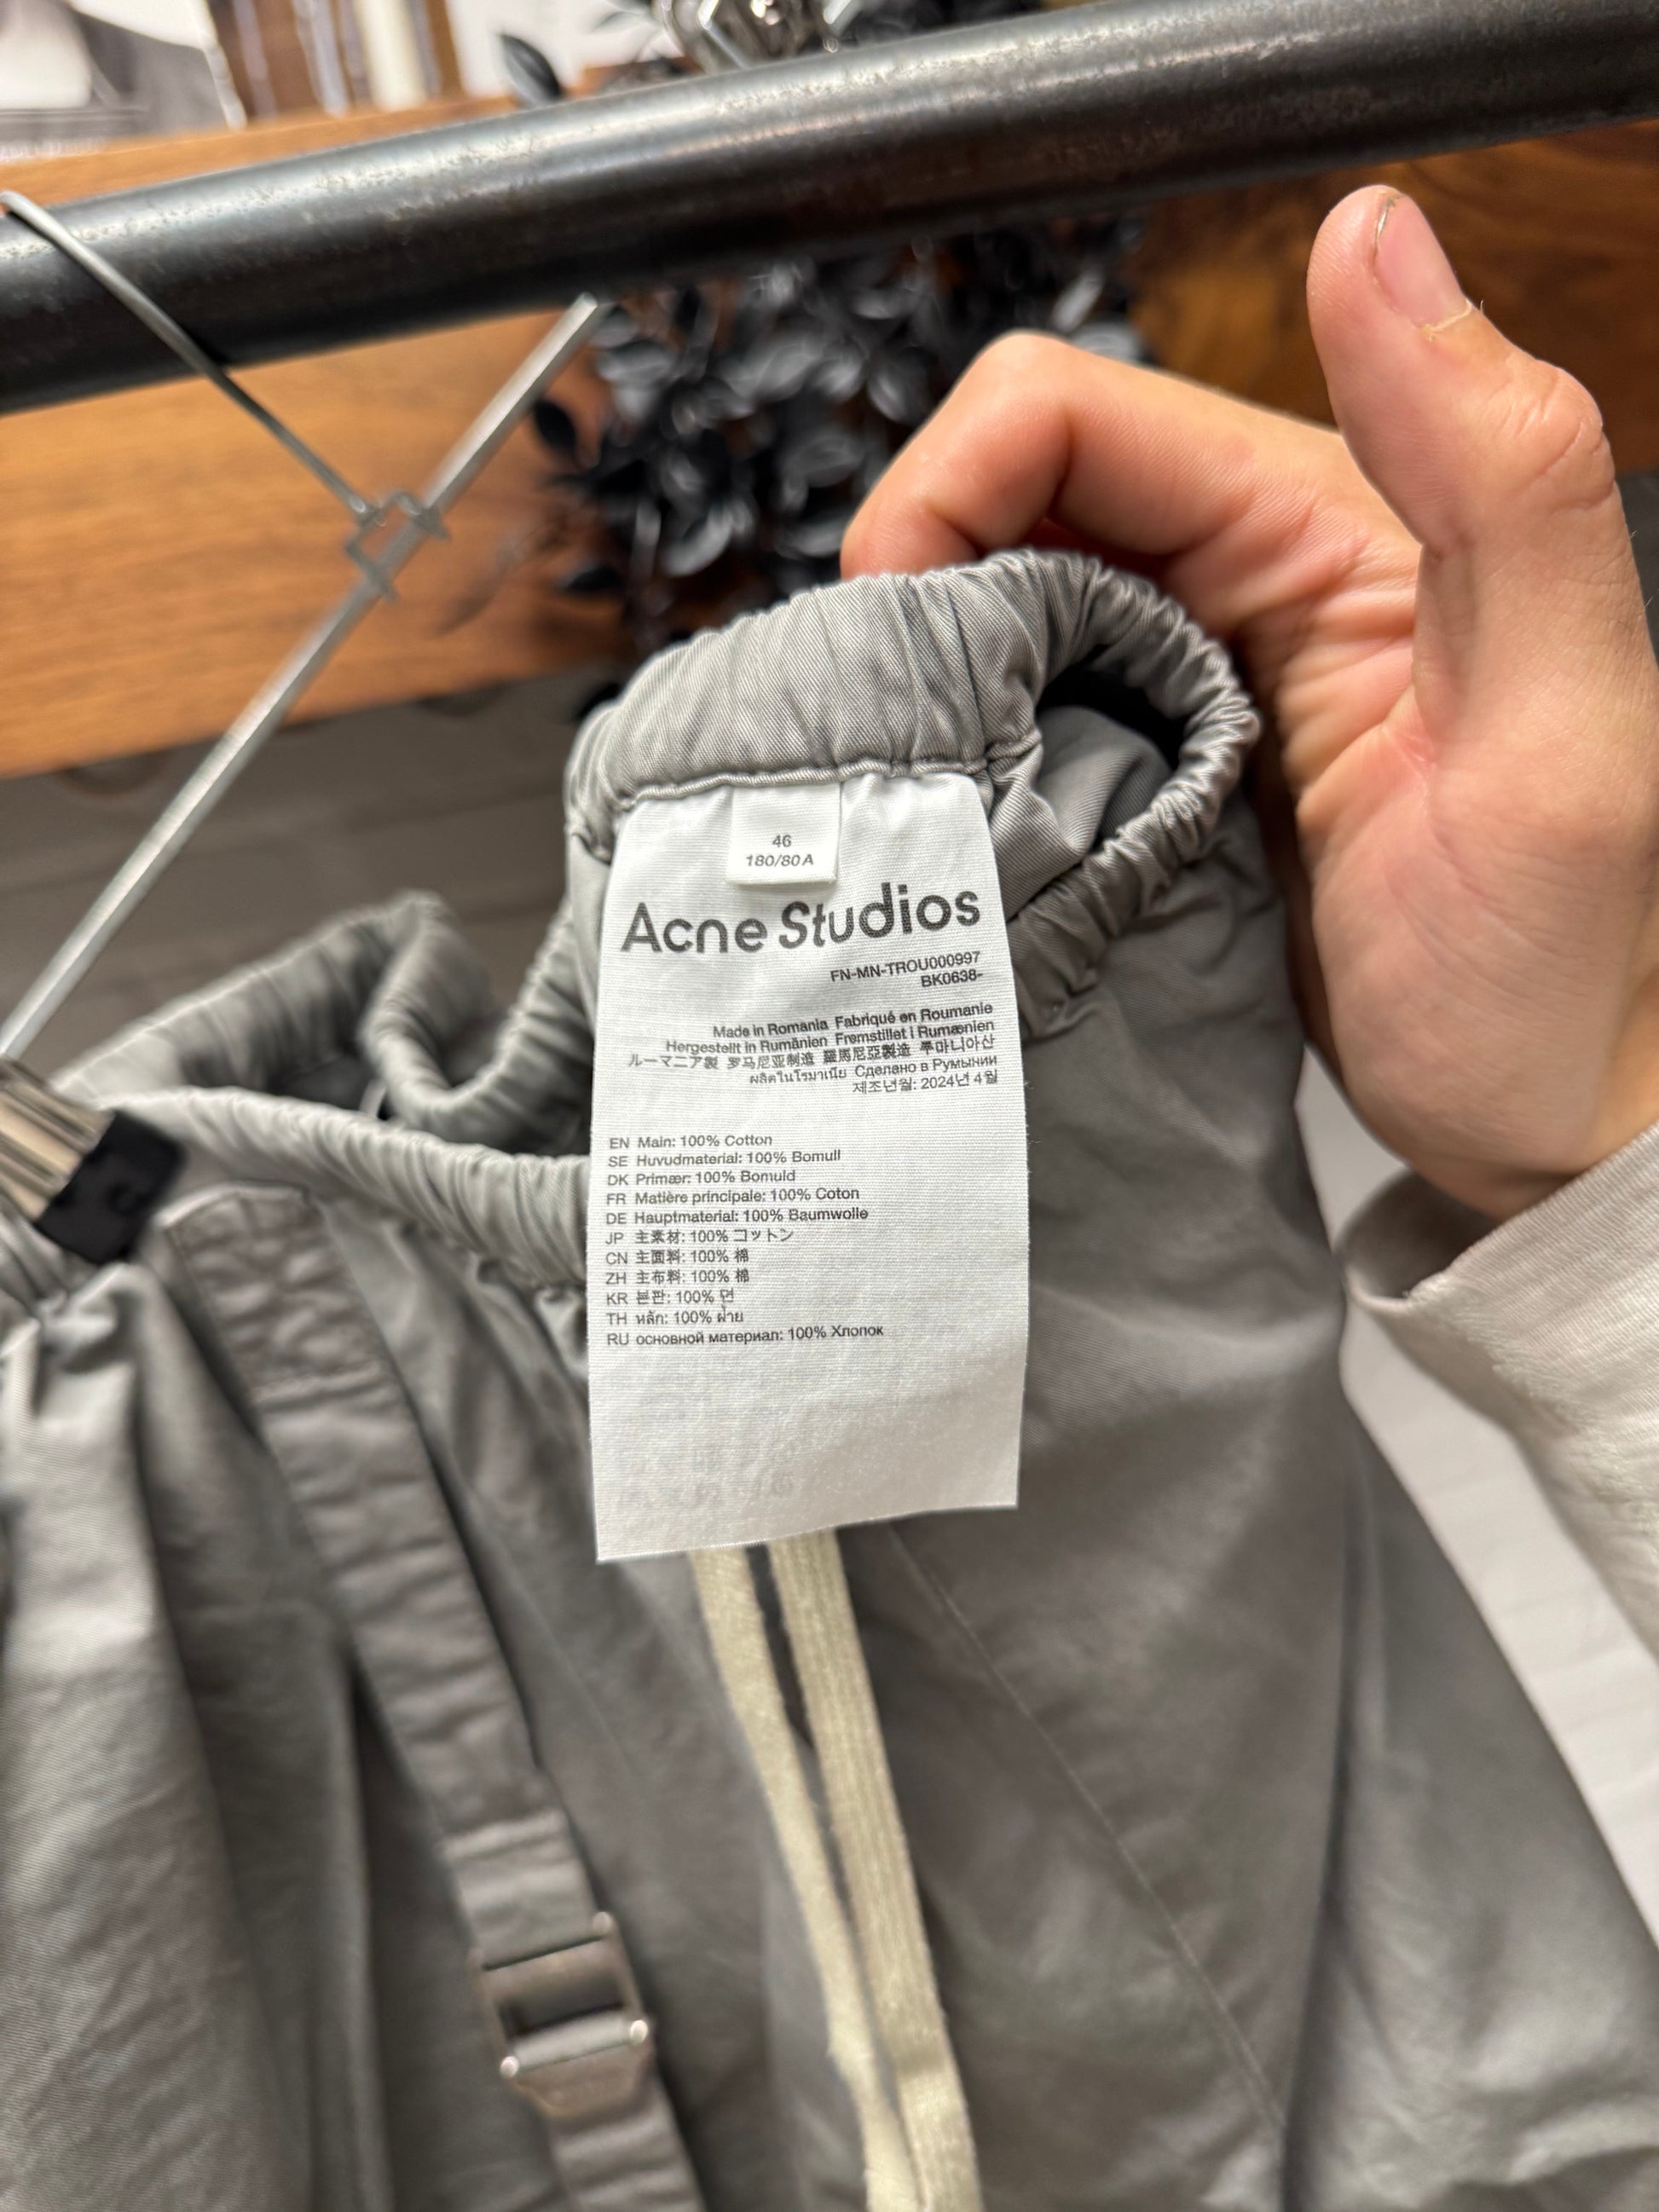 46
180/80A
Acne Studios
FN-MN-TROU000997
BK0638-
Made in Romania Fabriqué en Roumanie
Hergestellt in Rumänien Fremstillet i Rumænien
ルーマニア製 罗马尼亚制造 羅馬尼亞製造 루마니아산
ผลิตในโรมาเนีย Сделано в Румынии
제조년월: 2024년 4월
EN Main: 100% Cotton
SE Huvudmaterial: 100% Bomull
DK Primær: 100% Bomuld
FR Matière principale: 100% Coton
DE Hauptmaterial: 100% Baumwolle
JP 主素材: 100% コットン
CN 主面料: 100% 棉
ZH 主布料: 100% 棉
KR 본판: 100% 면
TH หลัก: 100% ฝ้าย
RU основной материал: 100% Хлопок